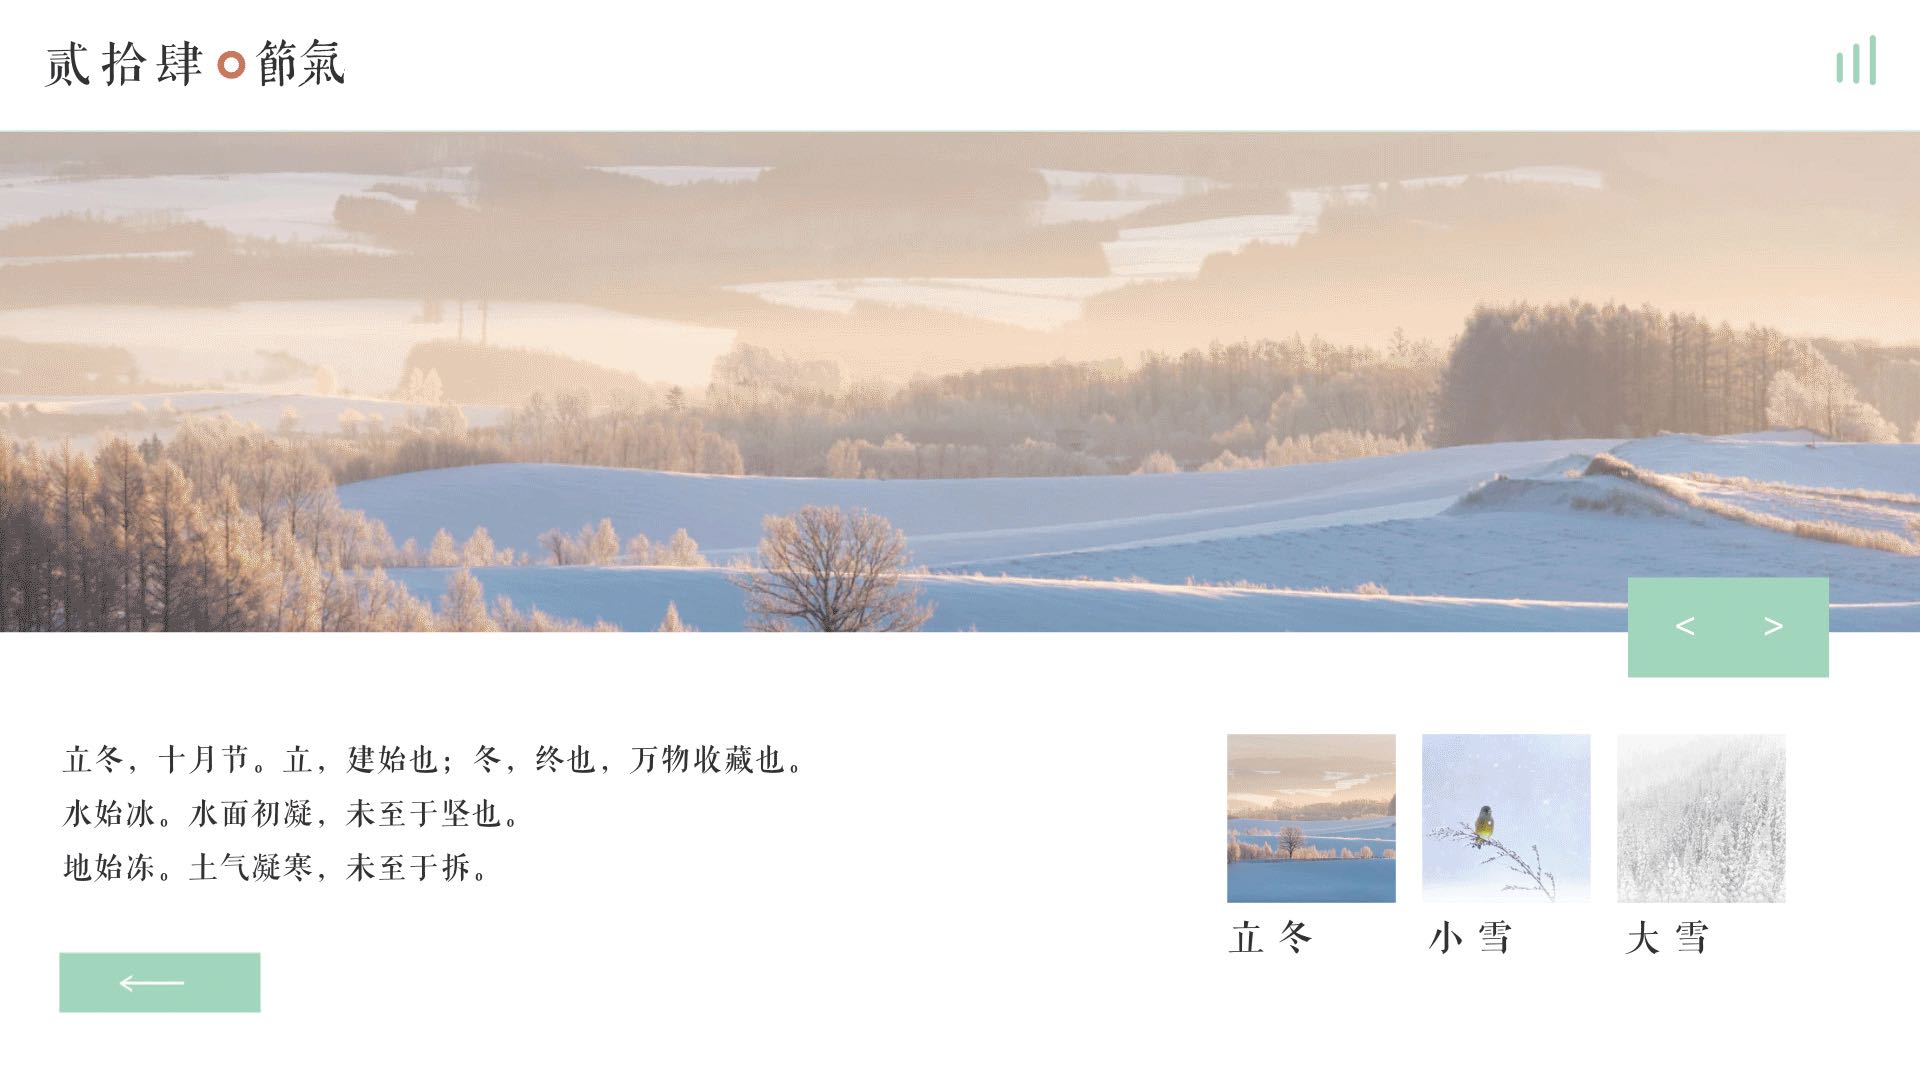 贰拾肆 節氣
< >
立冬，十月节。立，建始也；冬，终也，万物收藏也。
水始冰。水面初凝，未至于坚也。
地始冻。土气凝寒，未至于拆。
立冬
小雪
大雪